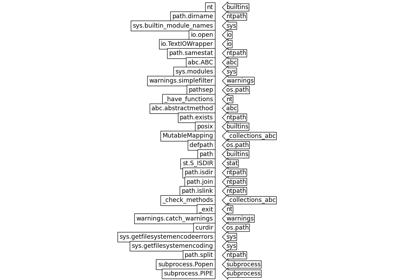 nt builtins
path.dirname ntpath
sys.builtin_module_names sys
io.open io
io.TextIOWrapper io
path.samestat ntpath
abc.ABC abc
sys.modules sys
warnings.simplefilter warnings
pathsep os.path
_have_functions nt
abc.abstractmethod abc
path.exists ntpath
posix builtins
MutableMapping _collections_abc
defpath os.path
path builtins
st.S_ISDIR stat
path.isdir ntpath
path.join ntpath
path.islink ntpath
_check_methods _collections_abc
_exit nt
warnings.catch_warnings warnings
curdir os.path
sys.getfilesystemencodeerrors sys
sys.getfilesystemencoding sys
path.split ntpath
subprocess.Popen subprocess
subprocess.PIPE subprocess